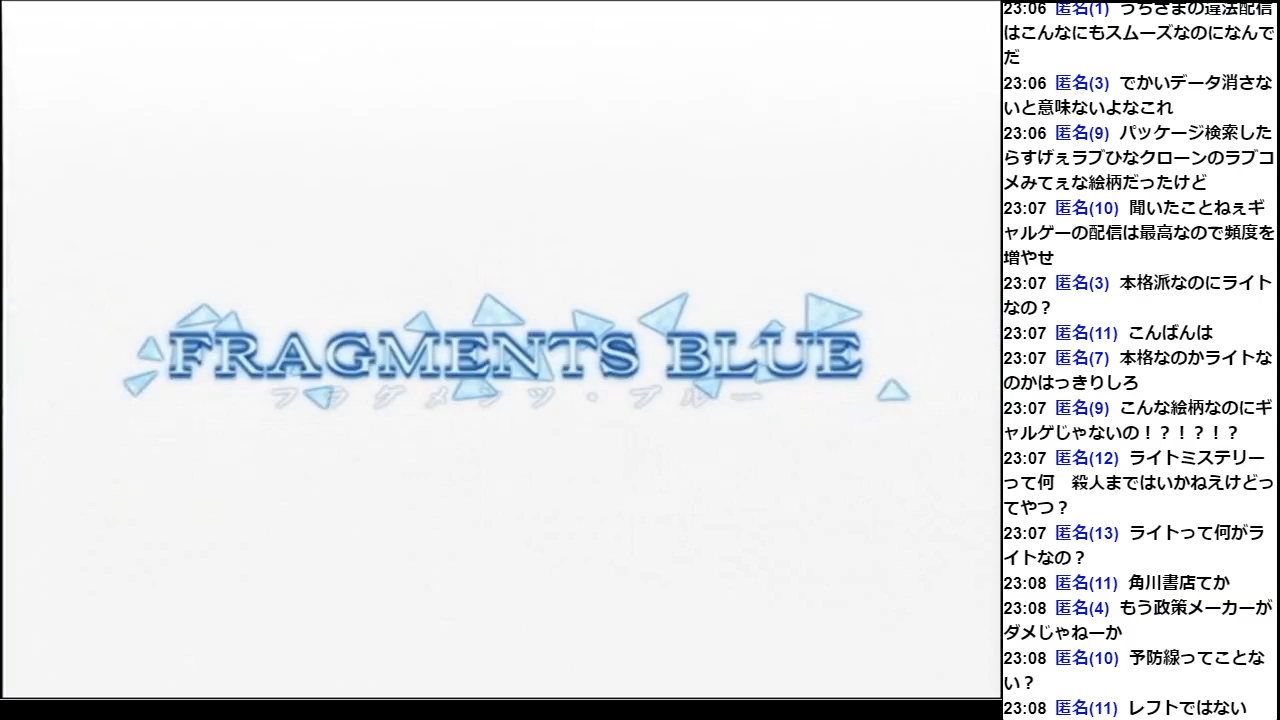 FRAGMENTS BLUE
フラグメンツ・ブルー
23:06 匿名(1) うちさまの違法配信
はこんなにもスムーズなのになんで
だ
23:06 匿名(3) でかいデータ消さな
いと意味ないよなこれ
23:06 匿名(9) パッケージ検索した
らすげぇラブひなクローンのラブコ
メみてぇな絵柄だったけど
23:07 匿名(10) 聞いたことねぇギ
ャルゲーの配信は最高なので頻度を
増やせ
23:07 匿名(3) 本格派なのにライト
なの？
23:07 匿名(11) こんばんは
23:07 匿名(7) 本格なのかライトな
のかはっきりしろ
23:07 匿名(9) こんな絵柄なのにギ
ャルゲじゃないの！？！？！？
23:07 匿名(12) ライトミステリー
って何　殺人まではいかねえけどっ
てやつ？
23:07 匿名(13) ライトって何がラ
イトなの？
23:08 匿名(11) 角川書店てか
23:08 匿名(4) もう政策メーカーが
ダメじゃねーか
23:08 匿名(10) 予防線ってことな
い？
23:08 匿名(11) レフトではない